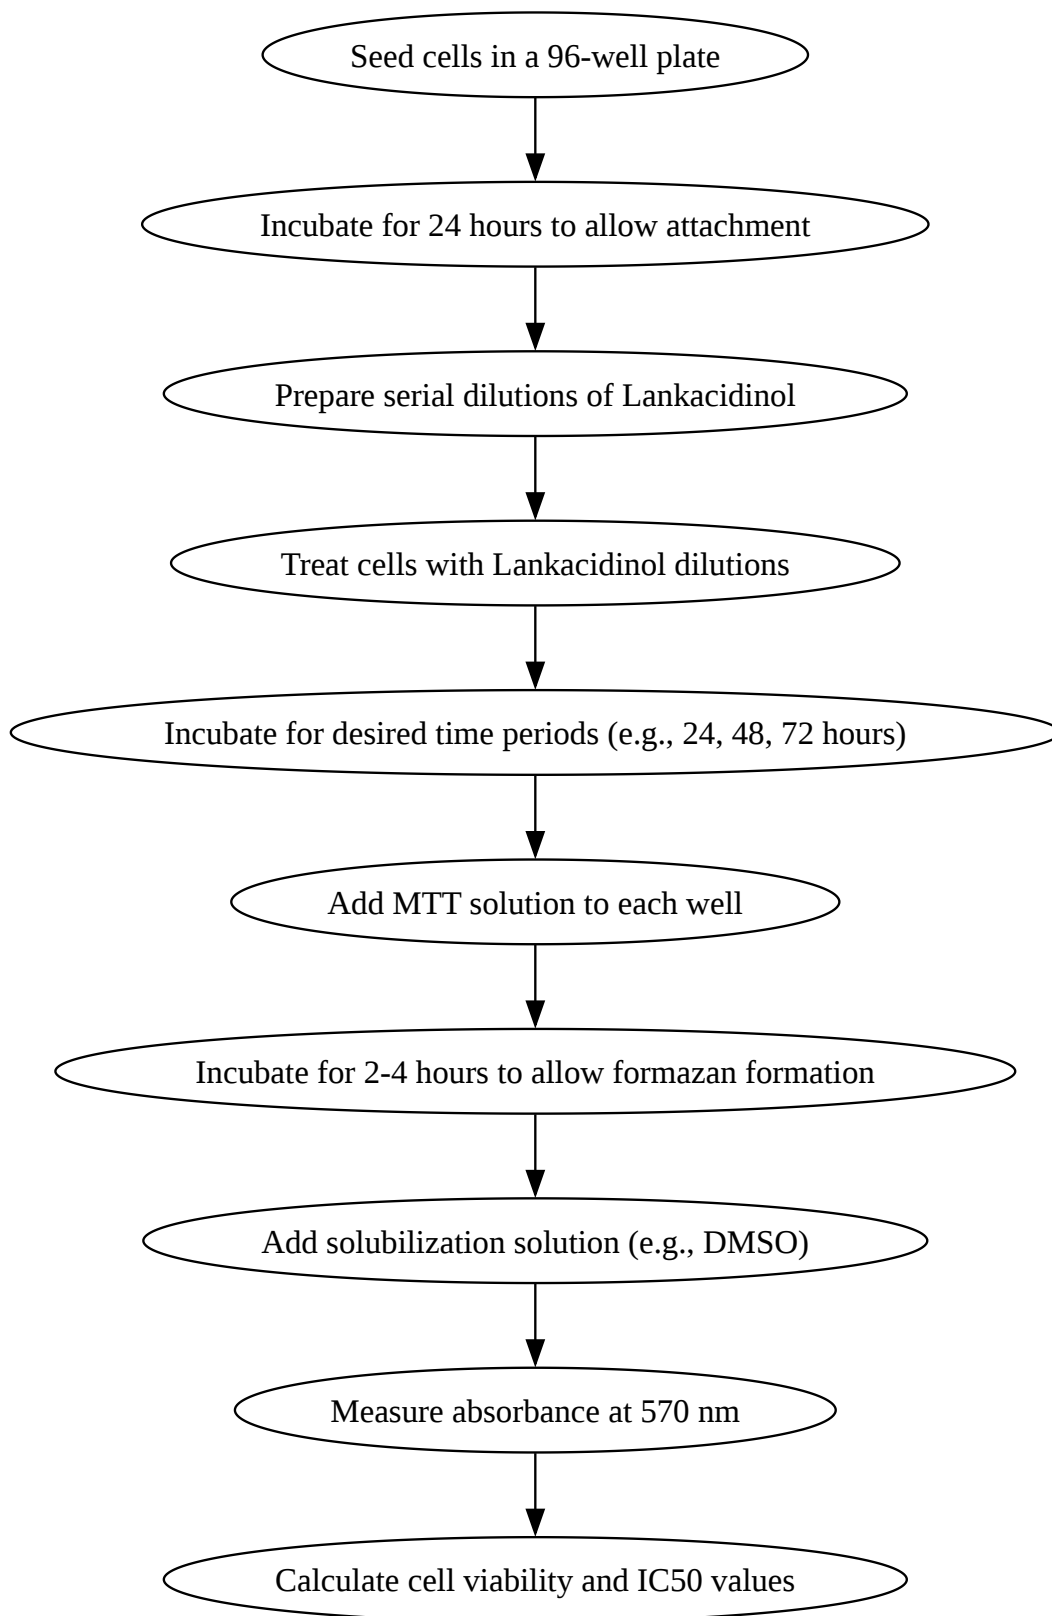 Seed cells in a 96-well plate
Incubate for 24 hours to allow attachment
Prepare serial dilutions of Lankacidinol
Treat cells with Lankacidinol dilutions
Incubate for desired time periods (e.g., 24, 48, 72 hours)
Add MTT solution to each well
Incubate for 2-4 hours to allow formazan formation
Add solubilization solution (e.g., DMSO)
Measure absorbance at 570 nm
Calculate cell viability and IC50 values